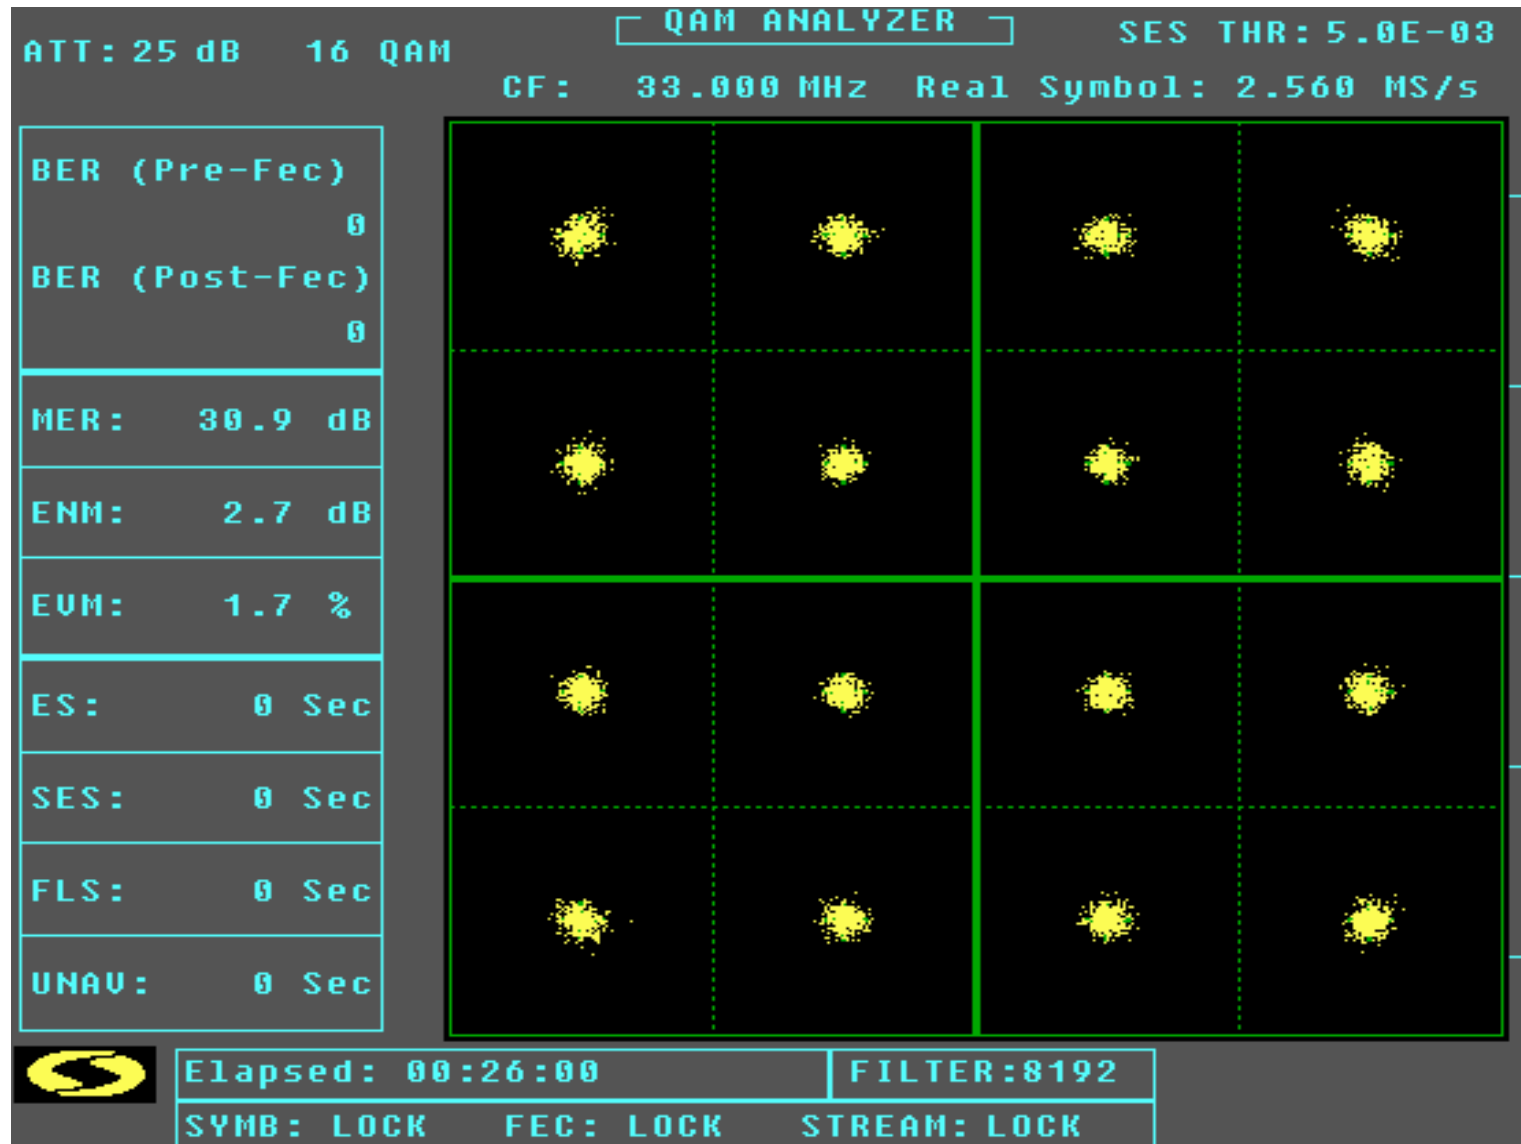 QAM ANALYZER
SES THR: 5.0E-03
ATT: 25 dB 16 QAM
CF: 33.000 MHz Real Symbol: 2.560 MS/s
BER (Pre-Fec)
0
BER (Post-Fec)
0
MER: 30.9 dB
ENM: 2.7 dB
EVM: 1.7 %
ES: 0 Sec
SES: 0 Sec
FLS: 0 Sec
UNAV: 0 Sec
Elapsed: 00:26:00 FILTER:8192
SYMB: LOCK FEC: LOCK STREAM: LOCK